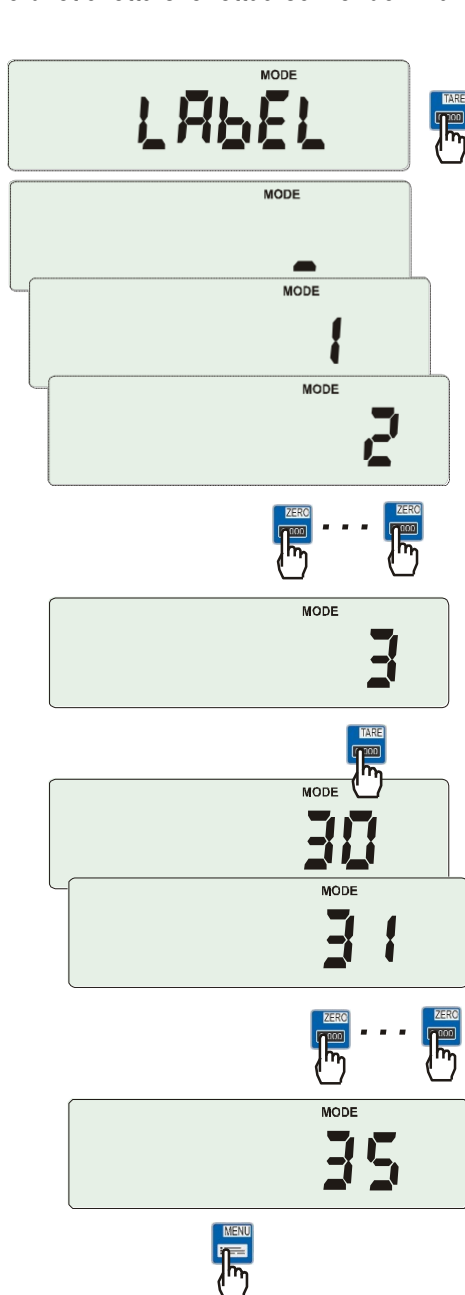 MODE
LAbEL
TARE
MODE
-
MODE
1
MODE
2
ZERO ... ZERO
MODE
3
TARE
MODE
30
MODE
31
ZERO ... ZERO
MODE
35
MENU